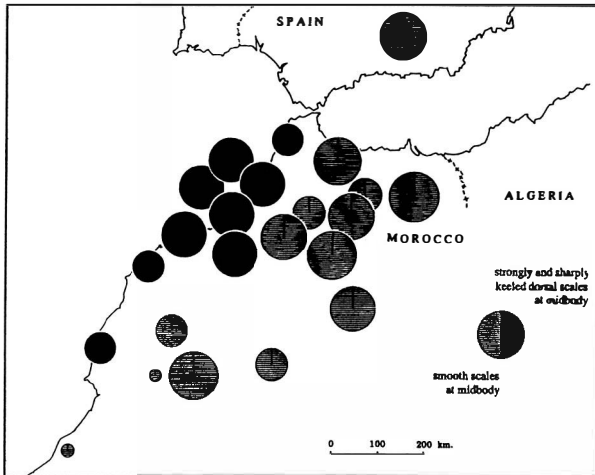 SPAIN
ALGERIA
MOROCCO
strongly and sharply
keeled dorsal scales
at midbody
smooth scales
at midbody
0 100 200 km.